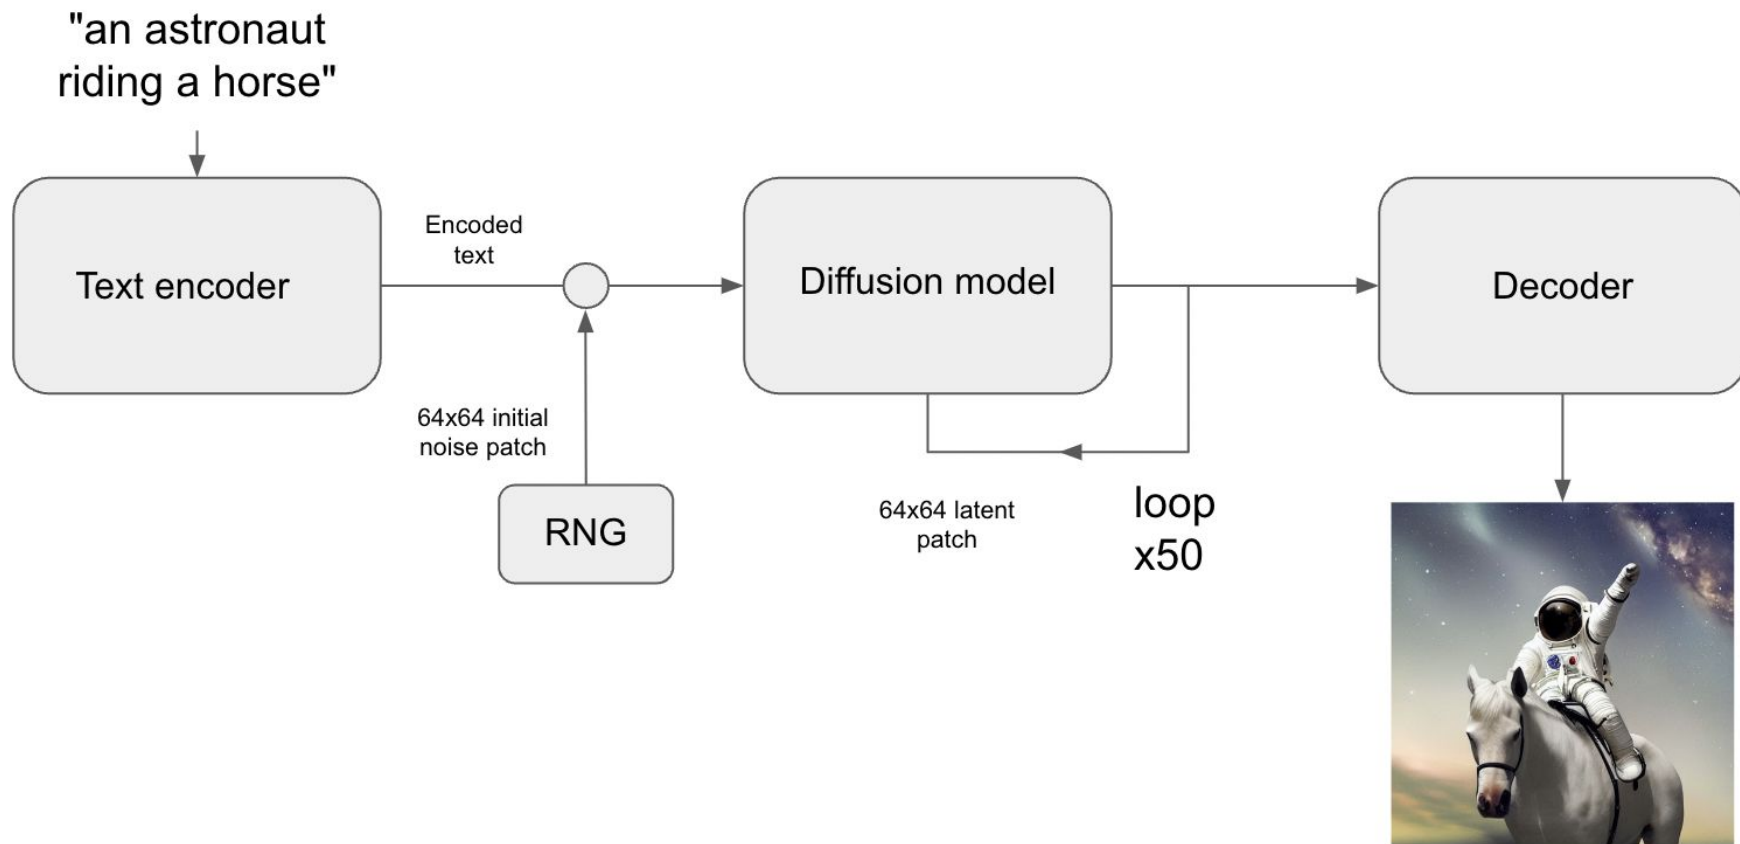 "an astronaut
riding a horse"
Text encoder
Encoded
text
64x64 initial
noise patch
RNG
Diffusion model
64x64 latent
patch
loop
x50
Decoder